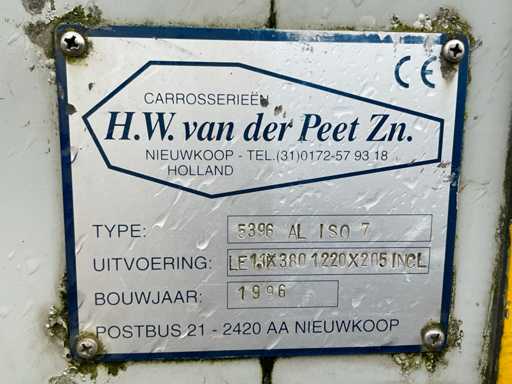 CE
CARROSSERIEËN
H.W. van der Peet Zn.
NIEUWKOOP - TEL.(31)0172-57 93 18
HOLLAND
TYPE: 5396 AL ISO 7
UITVOERING: 1220X205INCL
BOUWJAAR: 1996
POSTBUS 21 - 2420 AA NIEUWKOOP